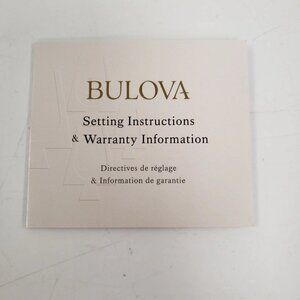 BULOVA
Setting Instructions
& Warranty Information
Directives de réglage
& Information de garantie